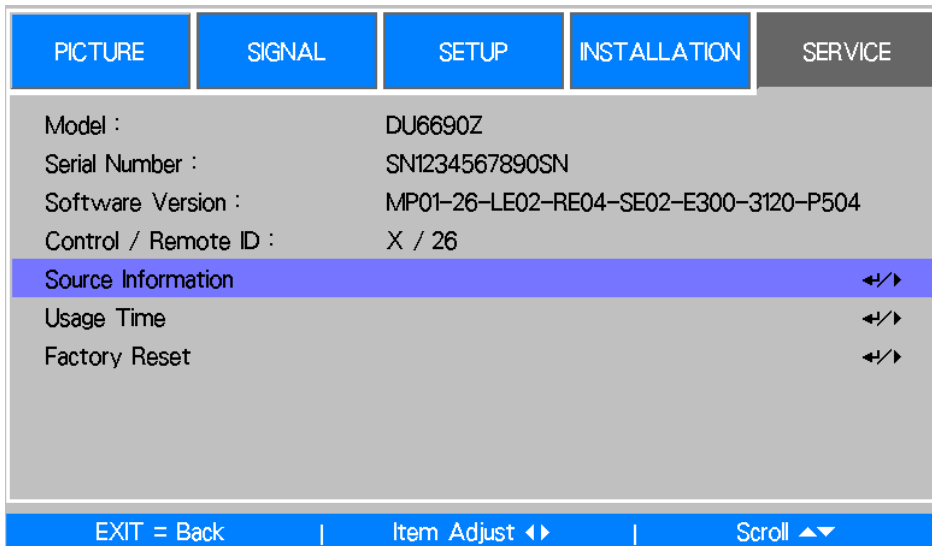 PICTURE SIGNAL SETUP INSTALLATION SERVICE
Model : DU6690Z
Serial Number : SN1234567890SN
Software Version : MP01-26-LE02-RE04-SE02-E300-3120-P504
Control / Remote ID : X / 26
Source Information ↵/▶
Usage Time ↵/▶
Factory Reset ↵/▶
EXIT = Back | Item Adjust ◀▶ | Scroll ▲▼